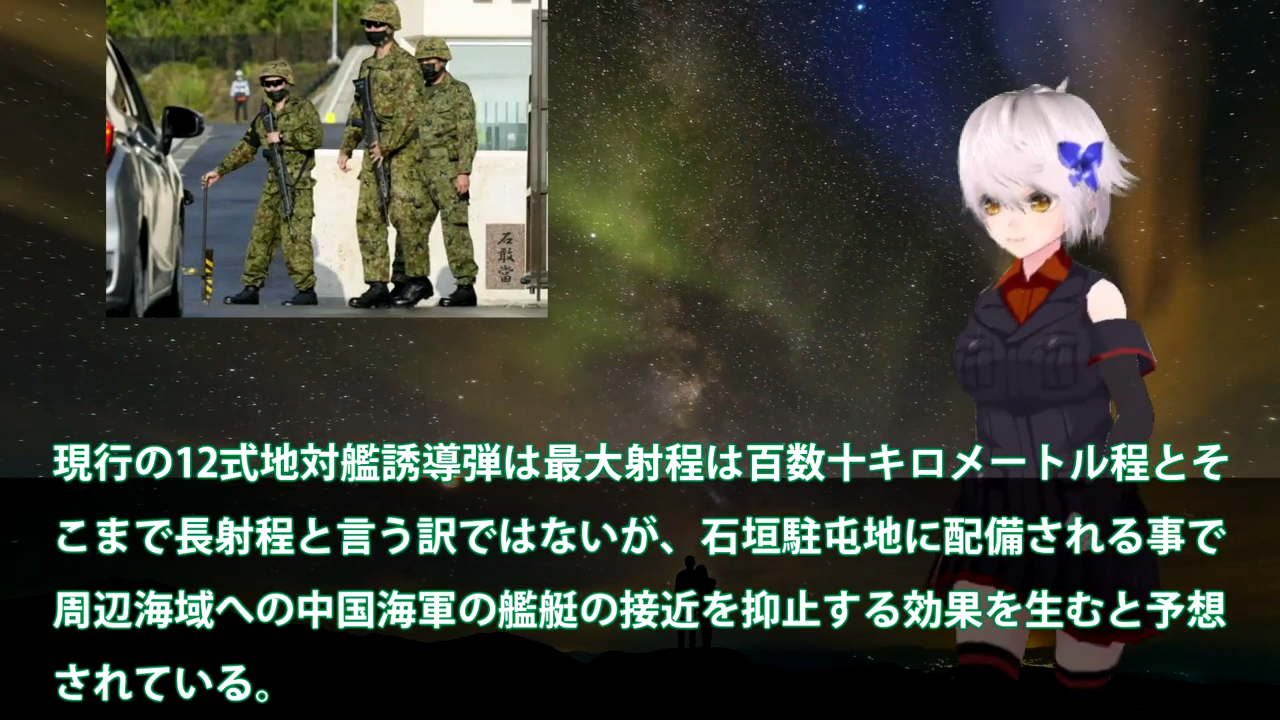 石敢當
現行の12式地対艦誘導弾は最大射程は百数十キロメートル程とそ
こまで長射程と言う訳ではないが、石垣駐屯地に配備される事で
周辺海域への中国海軍の艦艇の接近を抑止する効果を生むと予想
されている。